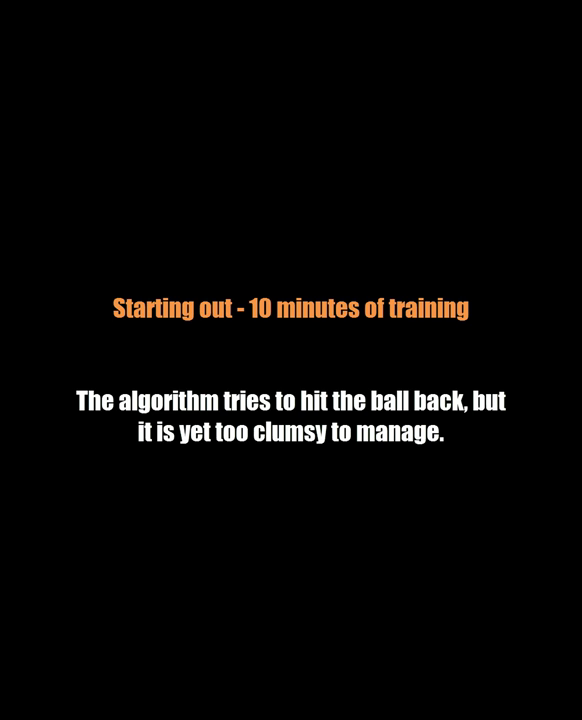 Starting out - 10 minutes of training
The algorithm tries to hit the ball back, but
it is yet too clumsy to manage.